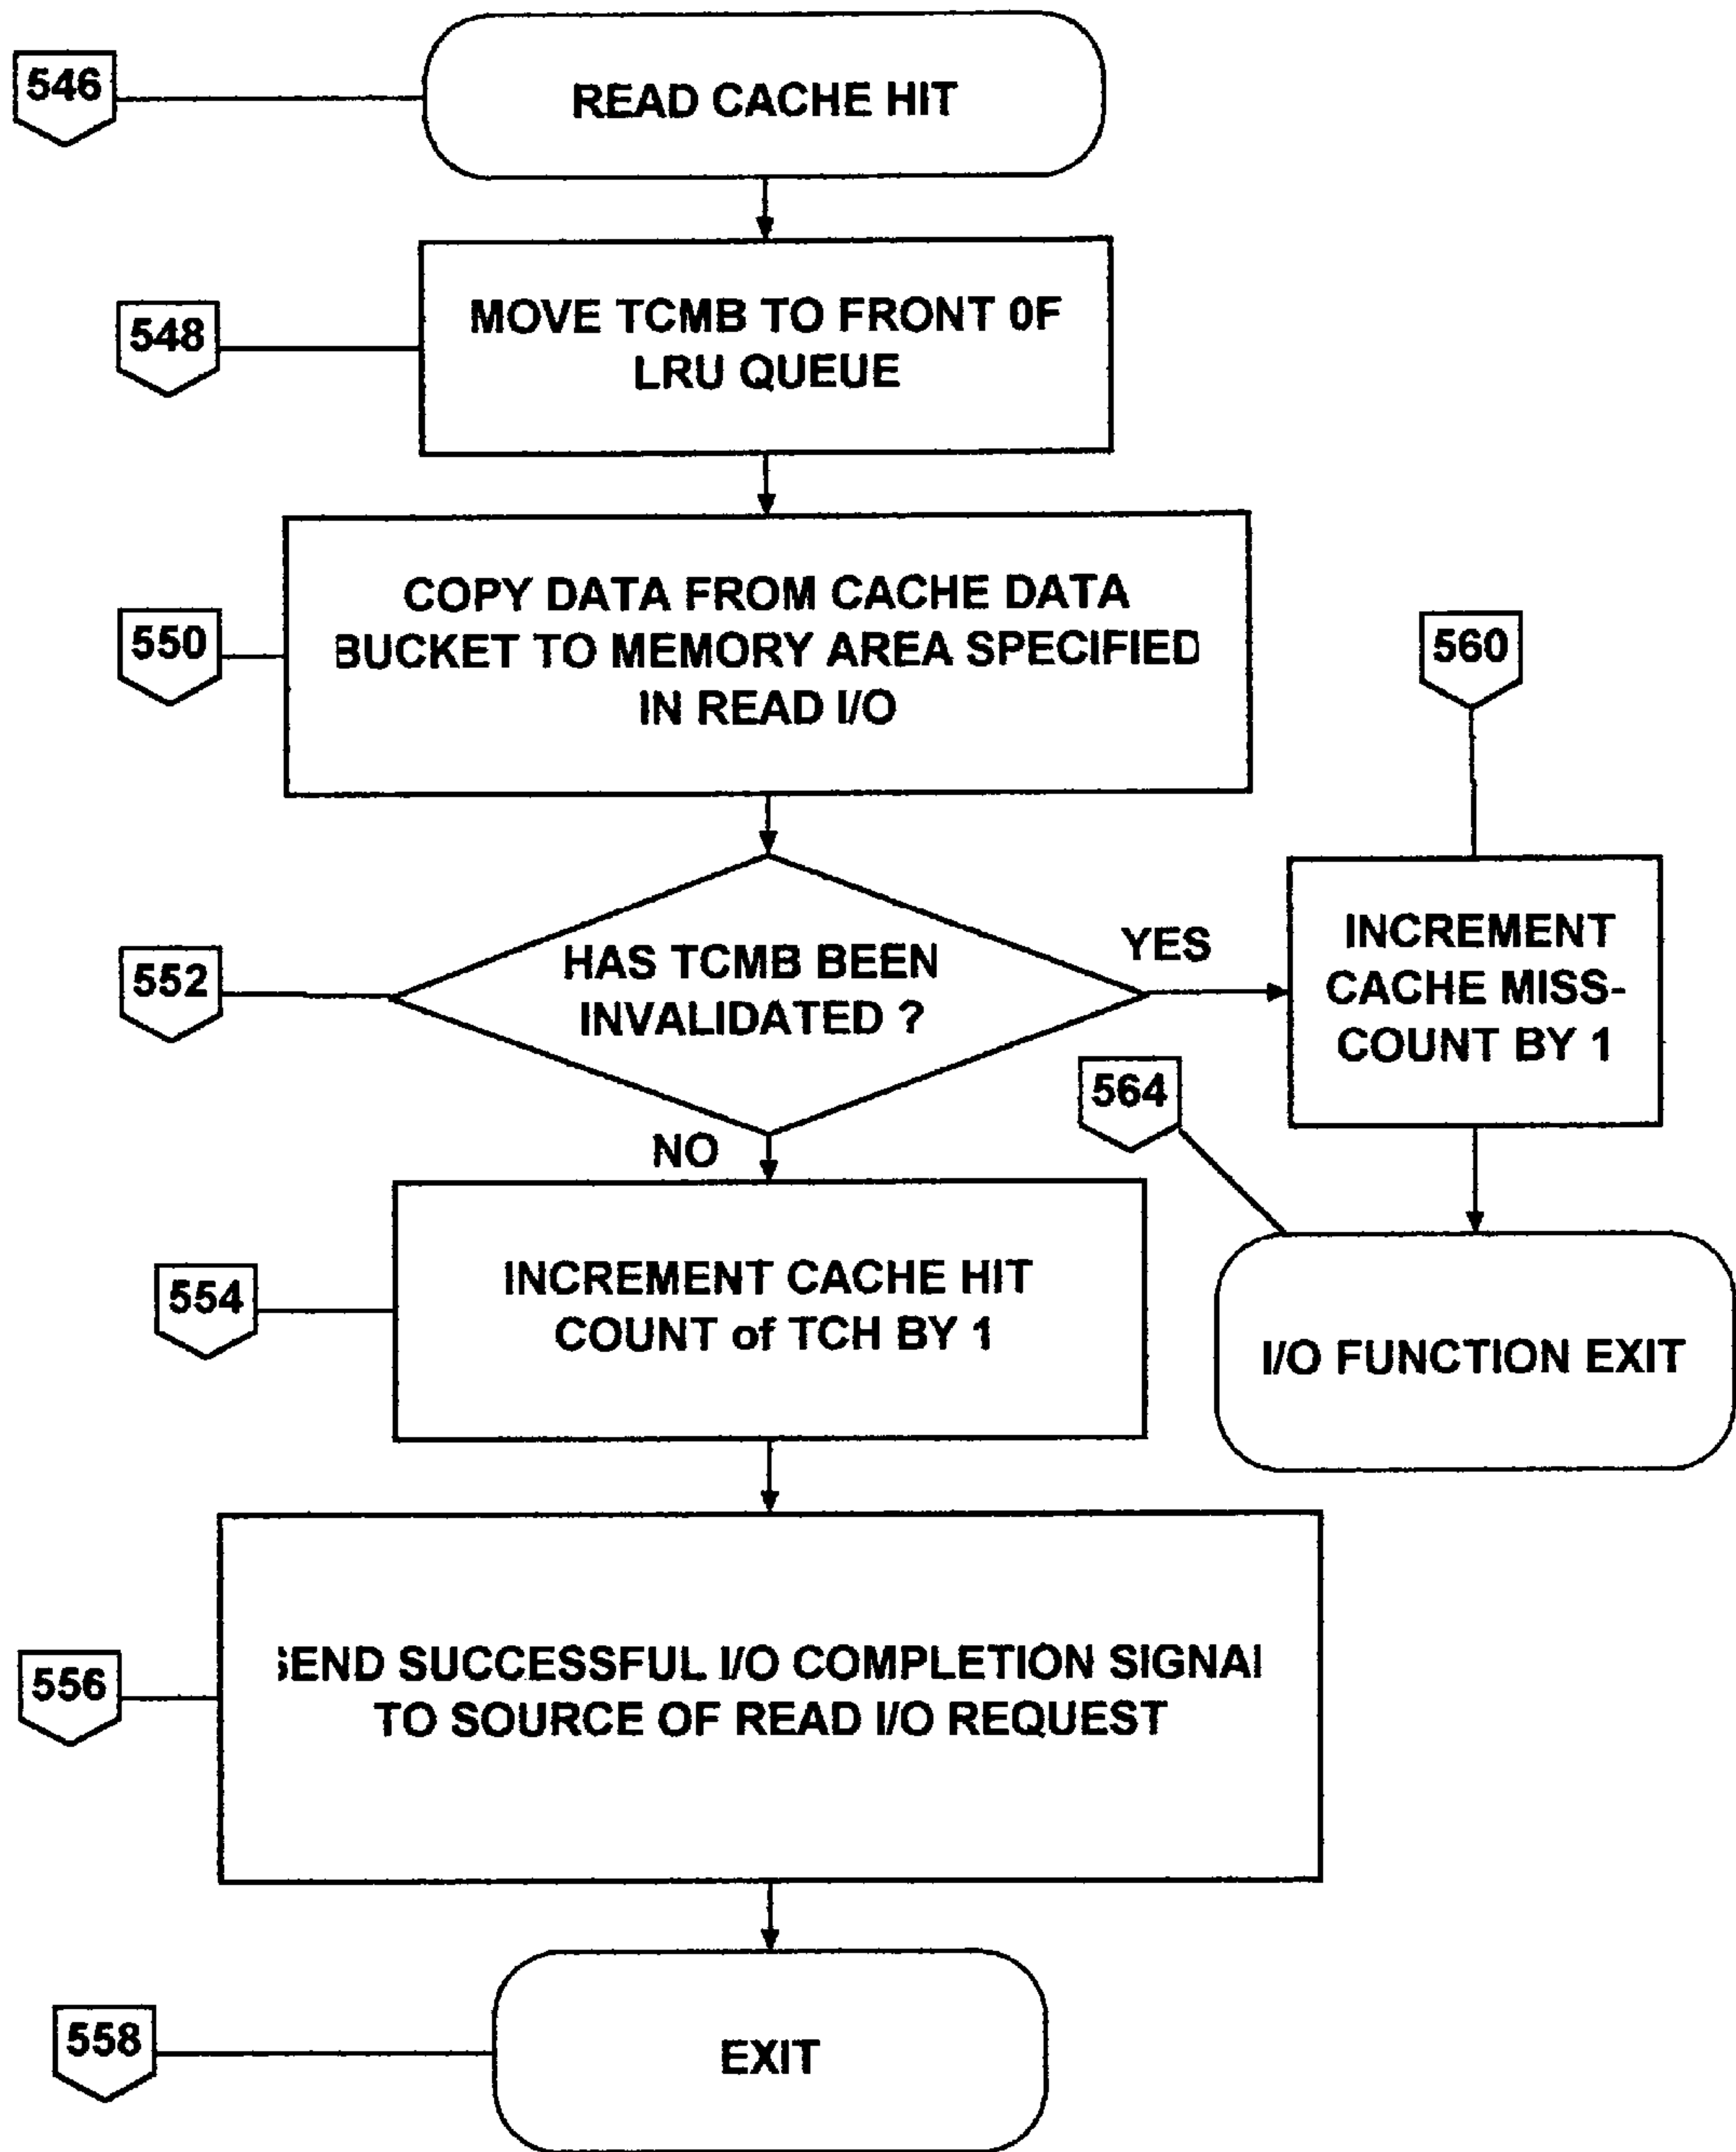 546
READ CACHE HIT
548
MOVE TCMB TO FRONT 0F
LRU QUEUE
550
COPY DATA FROM CACHE DATA
BUCKET TO MEMORY AREA SPECIFIED
IN READ I/O
560
552
HAS TCMB BEEN
INVALIDATED ?
YES
INCREMENT
CACHE MISS-
COUNT BY 1
564
NO
554
INCREMENT CACHE HIT
COUNT of TCH BY 1
I/O FUNCTION EXIT
556
SEND SUCCESSFUL I/O COMPLETION SIGNAL
TO SOURCE OF READ I/O REQUEST
558
EXIT